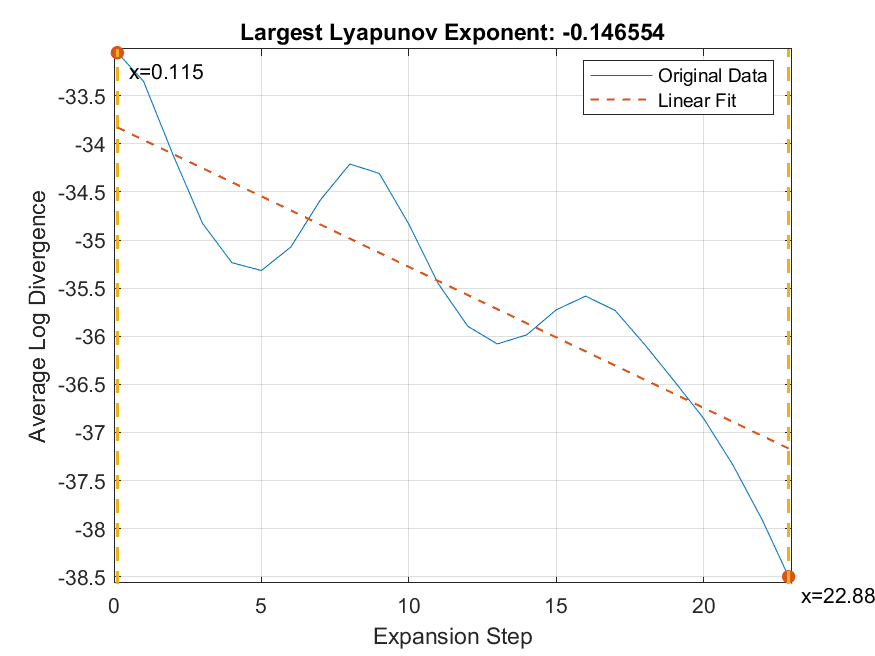 Largest Lyapunov Exponent: -0.146554
x=0.115
Original Data
Linear Fit
-33.5
-34
-34.5
-35
-35.5
-36
-36.5
-37
-37.5
-38
-38.5
Average Log Divergence
0
5
10
15
20
x=22.88
Expansion Step